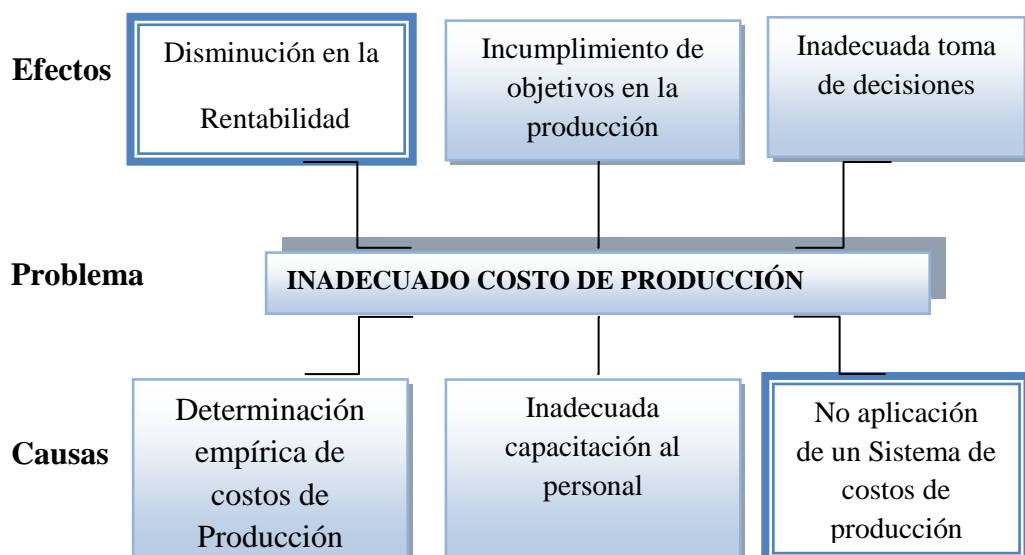 Efectos
Disminución en la
Rentabilidad
Incumplimiento de
objetivos en la
producción
Inadecuada toma
de decisiones
Problema
INADECUADO COSTO DE PRODUCCIÓN
Causas
Determinación
empírica de
costos de
Producción
Inadecuada
capacitación al
personal
No aplicación
de un Sistema de
costos de
producción